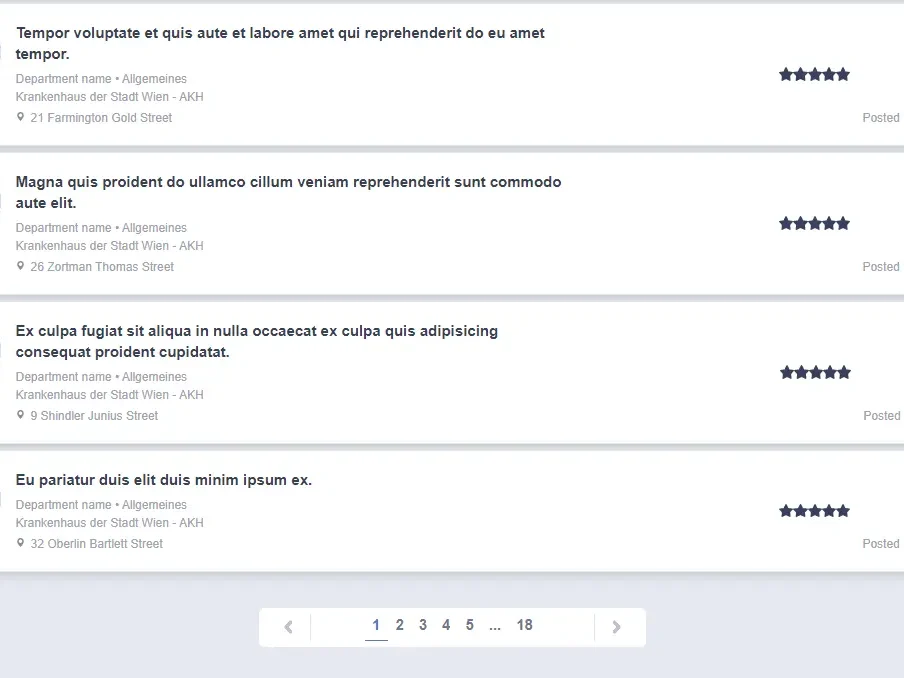 Tempor voluptate et quis aute et labore amet qui reprehenderit do eu amet
tempor.
Department name • Allgemeines
Krankenhaus der Stadt Wien - AKH
21 Farmington Gold Street
Posted
Magna quis proident do ullamco cillum veniam reprehenderit sunt commodo
aute elit.
Department name • Allgemeines
Krankenhaus der Stadt Wien - AKH
26 Zortman Thomas Street
Posted
Ex culpa fugiat sit aliqua in nulla occaecat ex culpa quis adipisicing
consequat proident cupidatat.
Department name • Allgemeines
Krankenhaus der Stadt Wien - AKH
9 Shindler Junius Street
Posted
Eu pariatur duis elit duis minim ipsum ex.
Department name • Allgemeines
Krankenhaus der Stadt Wien - AKH
32 Oberlin Bartlett Street
Posted
1 2 3 4 5 ... 18